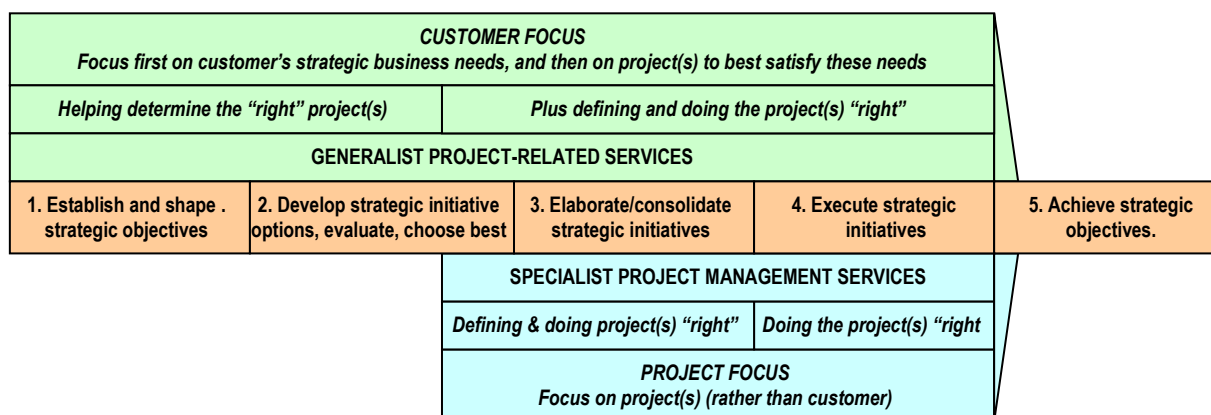 CUSTOMER FOCUS
Focus first on customer's strategic business needs, and then on project(s) to best satisfy these needs
Helping determine the “right” project(s)
Plus defining and doing the project(s) “right”
GENERALIST PROJECT-RELATED SERVICES
1. Establish and shape .
strategic objectives
2. Develop strategic initiative
options, evaluate, choose best
3. Elaborate/consolidate
strategic initiatives
4. Execute strategic
initiatives
5. Achieve strategic
objectives.
SPECIALIST PROJECT MANAGEMENT SERVICES
Defining & doing project(s) “right”
Doing the project(s) “right
PROJECT FOCUS
Focus on project(s) (rather than customer)